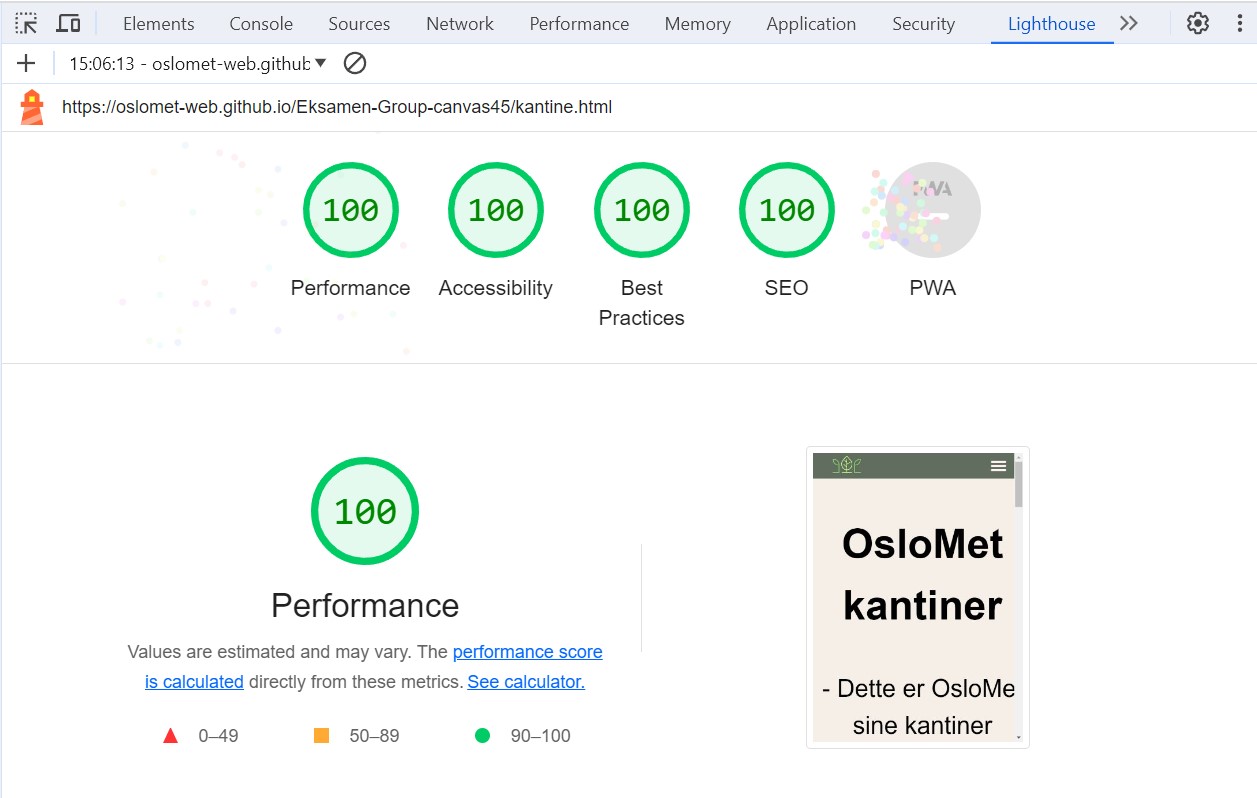 Elements Console Sources Network Performance Memory Application Security Lighthouse
15:06:13 - oslomet-web.github
https://oslomet-web.github.io/Eksamen-Group-canvas45/kantine.html
100 100 100 100 PWA
Performance Accessibility Best Practices SEO PWA
100
Performance
Values are estimated and may vary. The performance score
is calculated directly from these metrics. See calculator.
0–49 50–89 90–100
OsloMet
kantiner
- Dette er OsloMe
sine kantiner